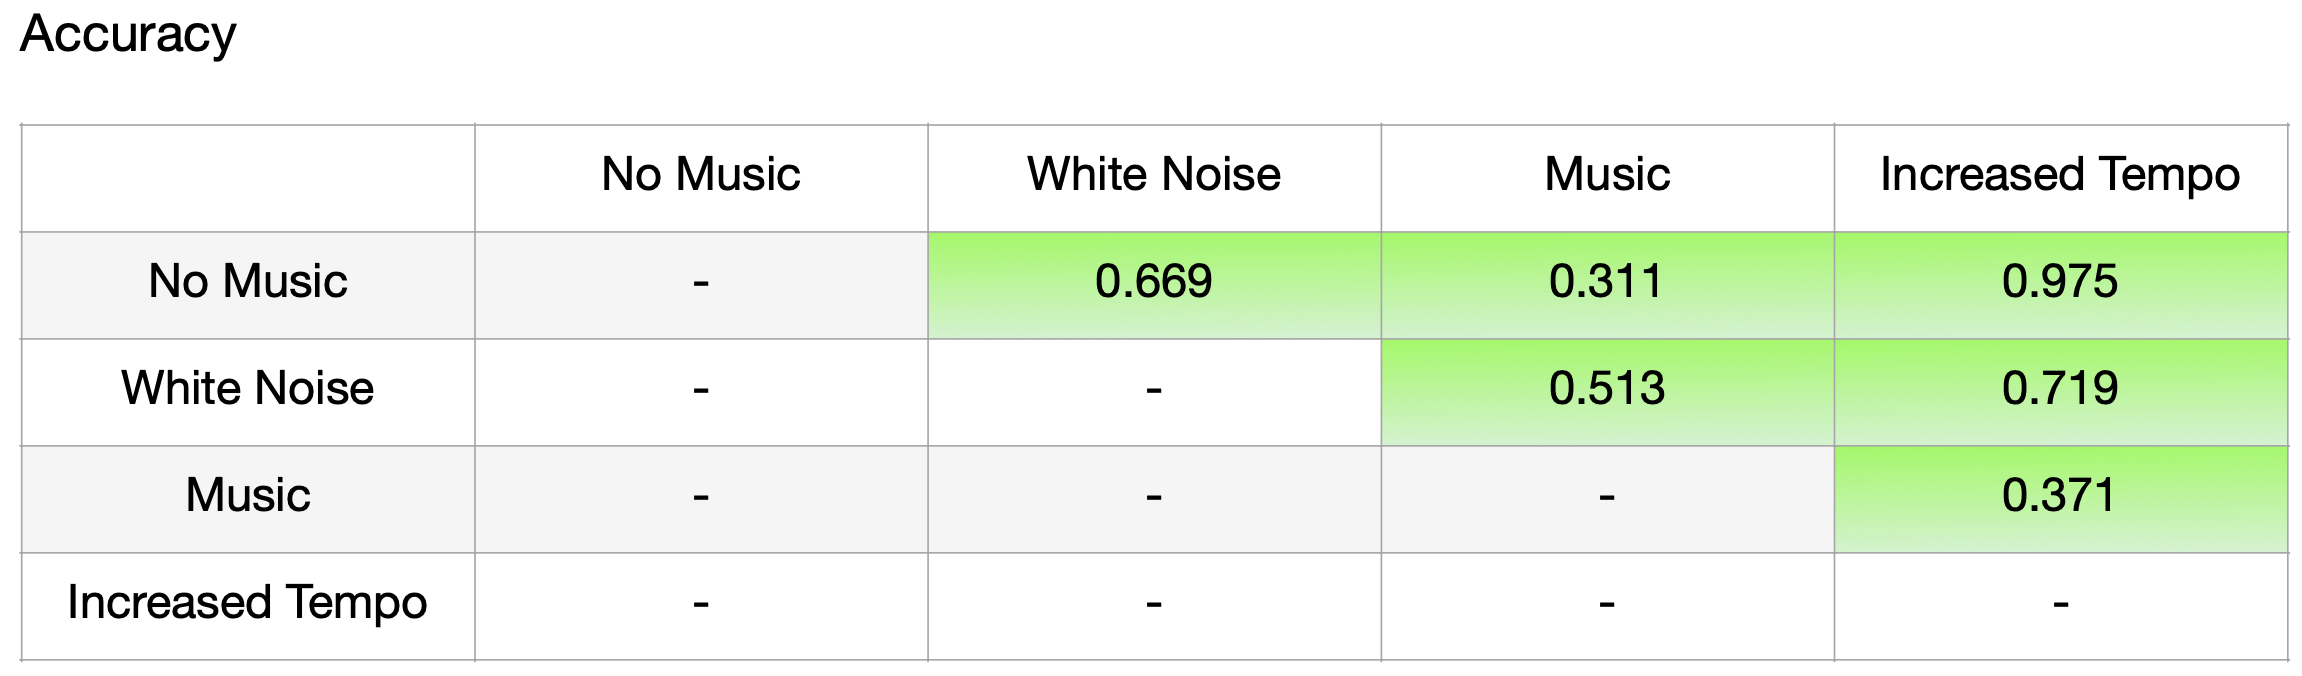 Accuracy
No Music White Noise Music Increased Tempo
No Music - 0.669 0.311 0.975
White Noise - - 0.513 0.719
Music - - - 0.371
Increased Tempo - - - -